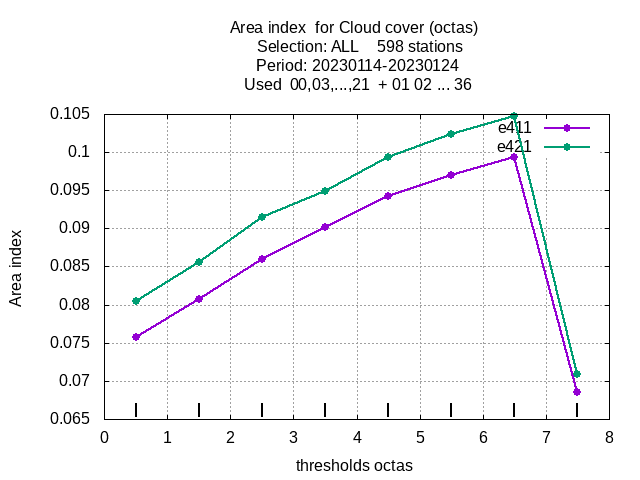 Area index  for Cloud cover (octas)
Selection: ALL    598 stations
Period: 20230114-20230124
Used  00,03,...,21  + 01 02 ... 36
0.105
0.1
0.095
0.09
0.085
0.08
0.075
0.07
0.065
Area index
e411
e421
0 1 2 3 4 5 6 7 8
thresholds octas